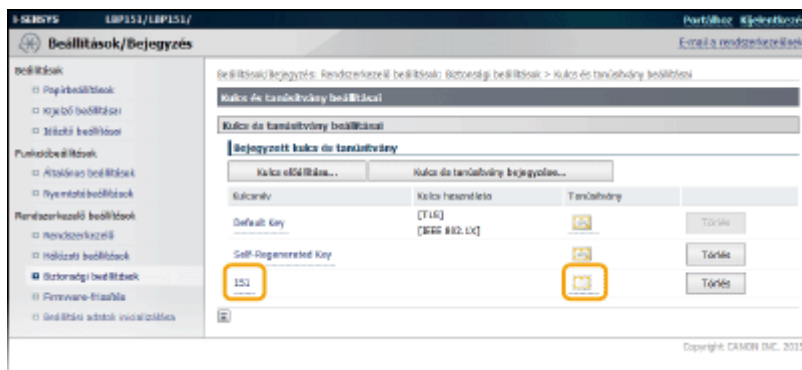 i-SENSYS LBP151/LBP151/ Portálhoz Kijelentkezés
Beállítások/Bejegyzés E-mail a rendszerkezelőnek
Beállítások Beállítások/Bejegyzés: Rendszerkezelő beállításai: Biztonsági beállítások > Kulcs és tanúsítvány beállításai
Papírbeállítások
Kulcs és tanúsítvány beállításai
Kijelző beállításai
Időzítő beállításai
Kulcs és tanúsítvány beállításai
Funkcióbeállítások
Bejegyzett kulcs és tanúsítvány
Általános beállítások
Kulcs előállítása... Kulcs és tanúsítvány bejegyzése...
Nyomtatóbeállítások
Kulcsnév Kulcs használata Tanúsítvány
Rendszerkezelő beállítások
Default Key [TLS] Törlés
[IEEE 802.1X]
Rendszerkezelő
Hálózati beállítások
Self-Regenerated Key Törlés
Biztonsági beállítások
151 Törlés
Firmware-frissítés
Beállítási adatok inicializálása
Copyright CANON INC. 2015